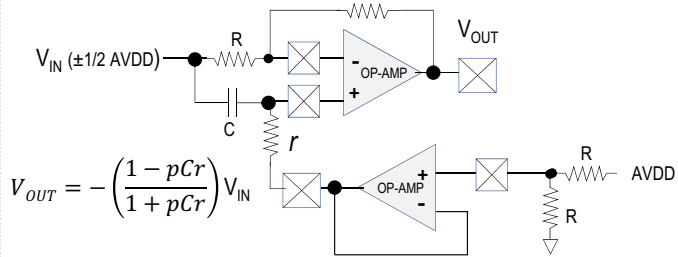 V_OUT
R
V_IN (±1/2 AVDD)
-
OP-AMP
+
C
r
R
AVDD
+
OP-AMP
-
R
V_OUT = −((1 − pCr)/(1 + pCr)) V_IN